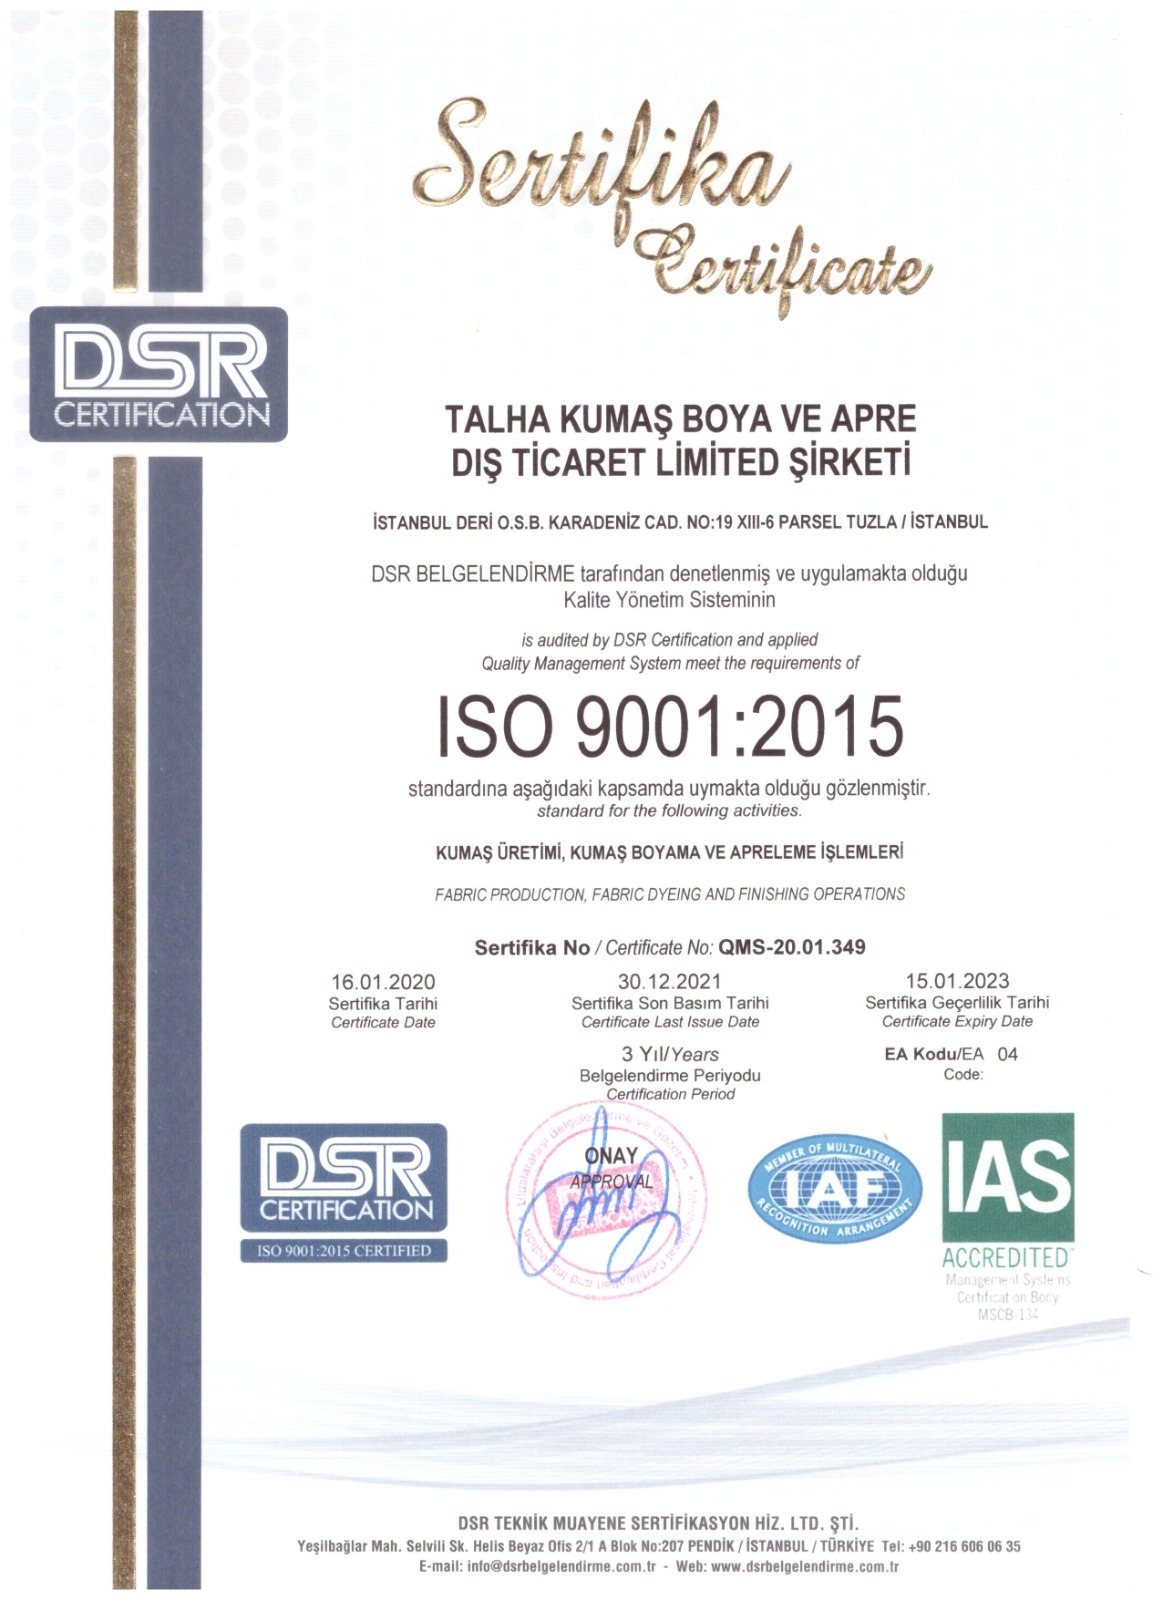 Sertifika
Certificate
DSR
CERTIFICATION
TALHA KUMAŞ BOYA VE APRE
DIŞ TİCARET LİMİTED ŞİRKETİ
İSTANBUL DERİ O.S.B. KARADENİZ CAD. NO:19 XIII-6 PARSEL TUZLA / İSTANBUL
DSR BELGELENDİRME tarafından denetlenmiş ve uygulamakta olduğu
Kalite Yönetim Sisteminin
is audited by DSR Certification and applied
Quality Management System meet the requirements of
ISO 9001:2015
standardına aşağıdaki kapsamda uymakta olduğu gözlenmiştir.
standard for the following activities.
KUMAŞ ÜRETİMİ, KUMAŞ BOYAMA VE APRELEME İŞLEMLERİ
FABRIC PRODUCTION, FABRIC DYEING AND FINISHING OPERATIONS
Sertifika No / Certificate No: QMS-20.01.349
16.01.2020
Sertifika Tarihi
Certificate Date
30.12.2021
Sertifika Son Basım Tarihi
Certificate Last Issue Date
15.01.2023
Sertifika Geçerlilik Tarihi
Certificate Expiry Date
3 Yıl/Years
Belgelendirme Periyodu
Certification Period
EA Kodu/EA 04
Code:
DSR
CERTIFICATION
ISO 9001:2015 CERTIFIED
ONAY
APPROVAL
CERTIFICATION
Uluslararası Belgelendirme ve Gözetim
International Certification and Inspection
MEMBER OF MULTILATERAL
IAF
RECOGNITION ARRANGEMENT
IAS
ACCREDITED™
Management Systems
Certification Body
MSCB-134
DSR TEKNİK MUAYENE SERTİFİKASYON HİZ. LTD. ŞTİ.
Yeşilbağlar Mah. Selvili Sk. Helis Beyaz Ofis 2/1 A Blok No:207 PENDİK / İSTANBUL / TÜRKİYE Tel: +90 216 606 06 35
E-mail: info@dsrbelgelendirme.com.tr - Web: www.dsrbelgelendirme.com.tr